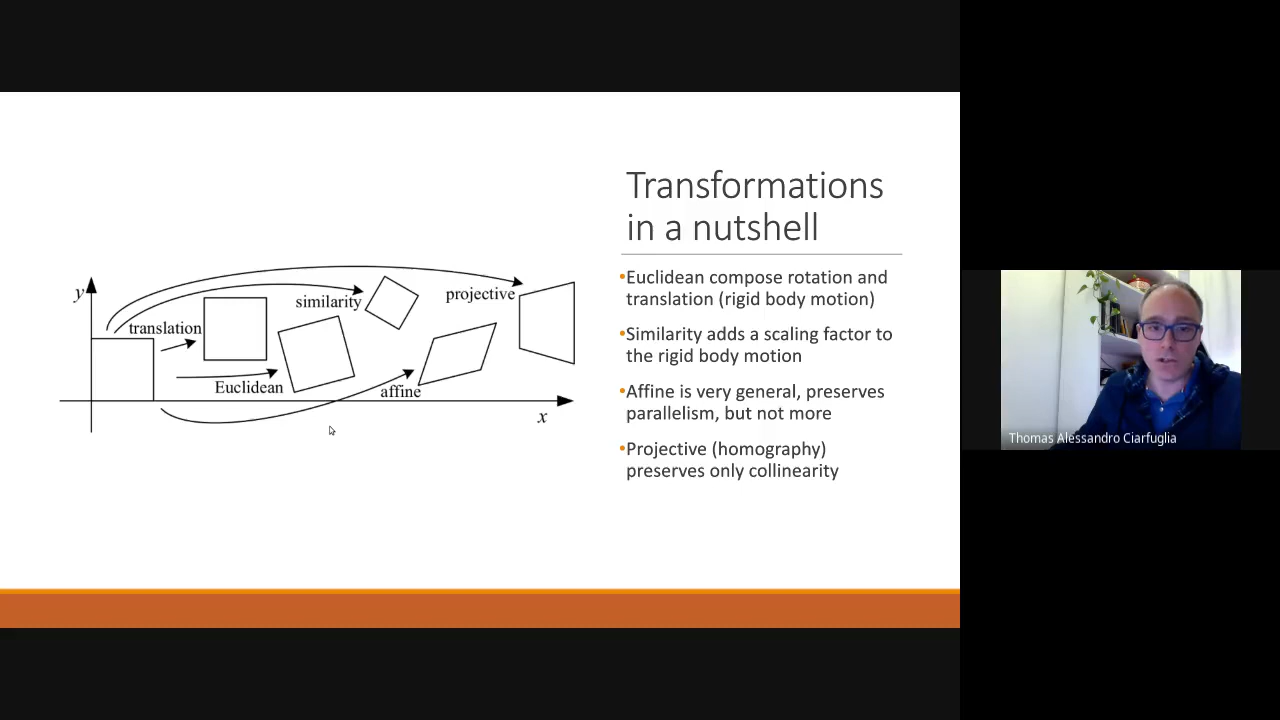 Transformations
in a nutshell
•Euclidean compose rotation and
translation (rigid body motion)
•Similarity adds a scaling factor to
the rigid body motion
•Affine is very general, preserves
parallelism, but not more
•Projective (homography)
preserves only collinearity
y
similarity
projective
translation
Euclidean
affine
x
Thomas Alessandro Ciarfuglia